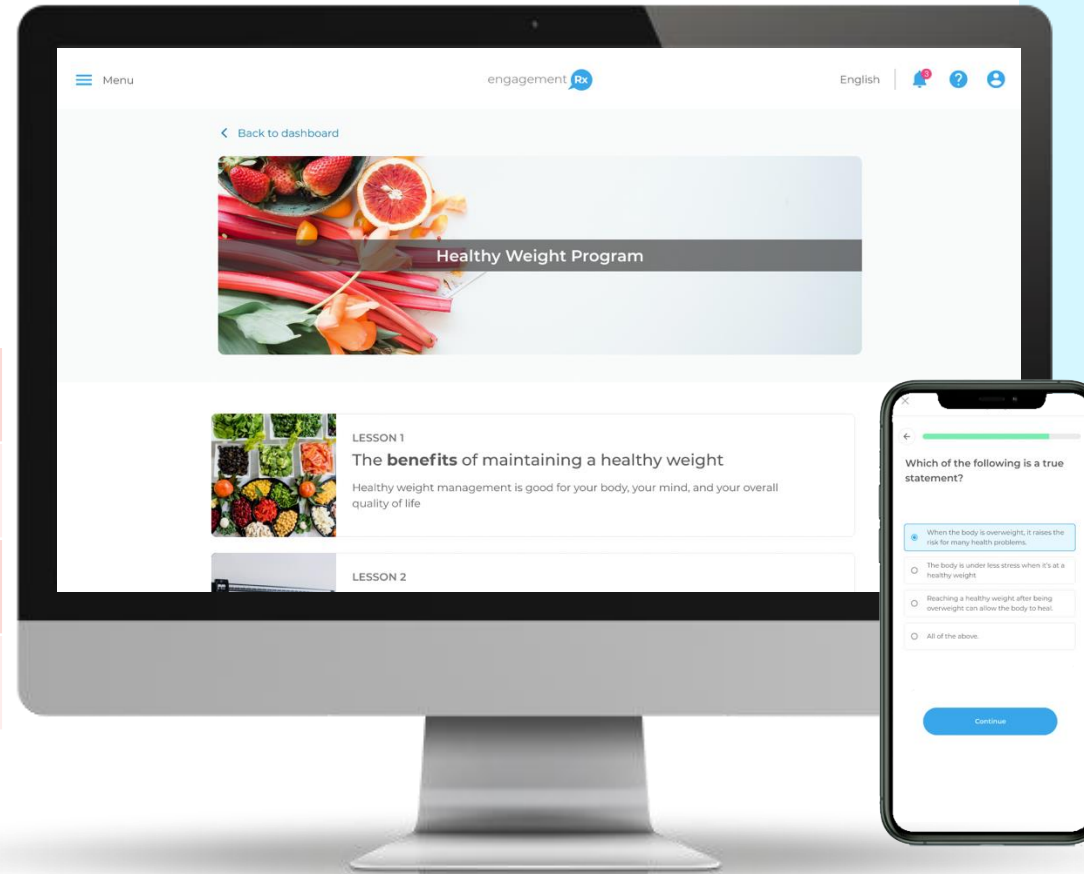 Menu
engagement Rx
English
3
?
Back to dashboard
Healthy Weight Program
LESSON 1
The benefits of maintaining a healthy weight
Healthy weight management is good for your body, your mind, and your overall
quality of life
LESSON 2
Which of the following is a true
statement?
When the body is overweight, it raises the
risk for many health problems.
The body is under less stress when it's at a
healthy weight
Reaching a healthy weight after being
overweight can allow the body to heal.
All of the above.
Continue